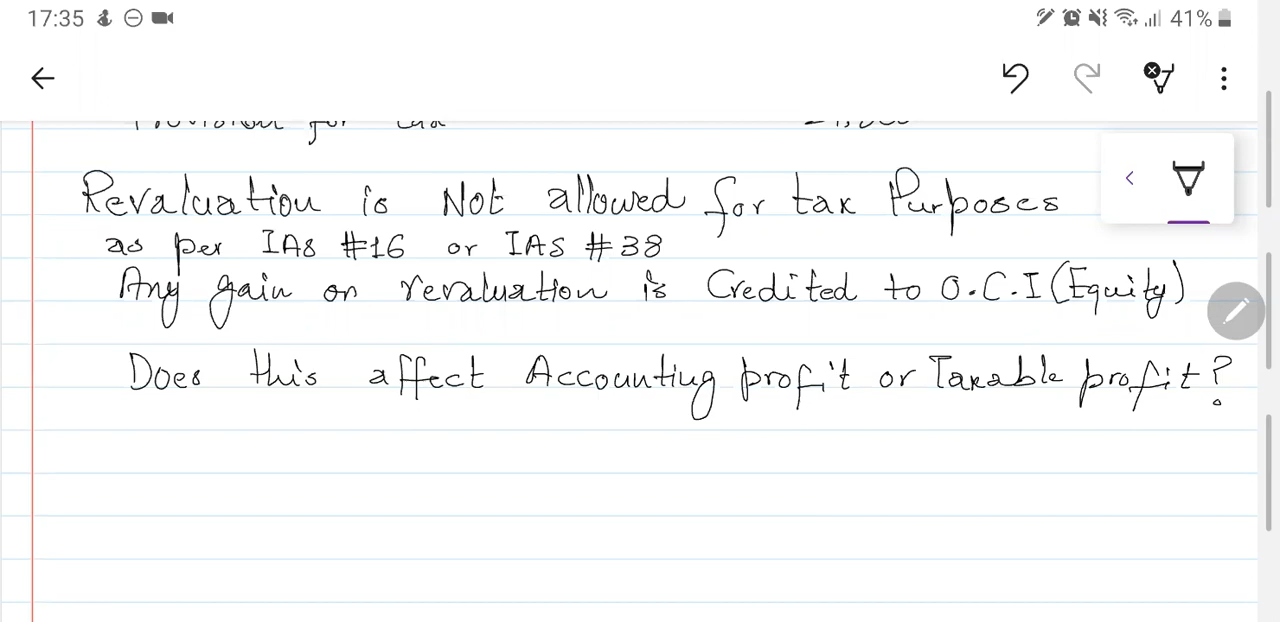 17:35 41%
Revaluation is Not allowed for tax Purposes
as per IAS #16 or IAS #38
Any gain on revaluation is Credited to O.C.I (Equity)
Does this affect Accounting profit or Taxable profit?